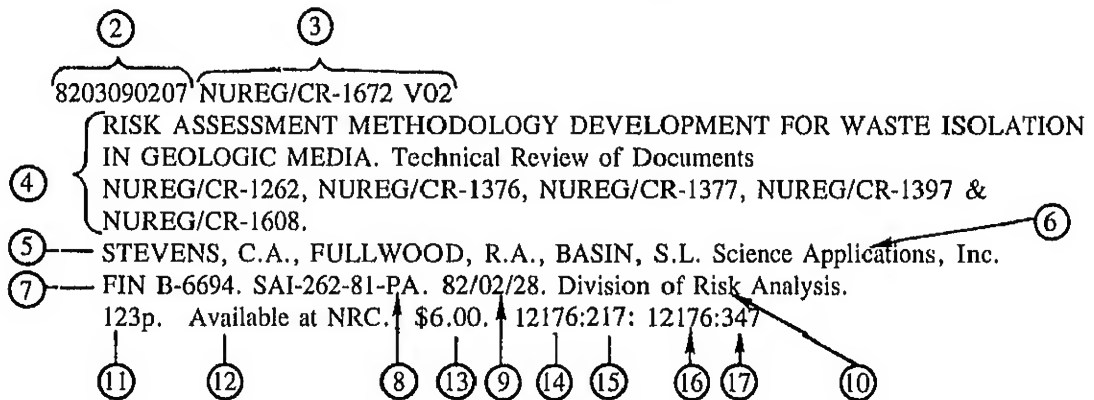 ② ③
8203090207 NUREG/CR-1672 V02
RISK ASSESSMENT METHODOLOGY DEVELOPMENT FOR WASTE ISOLATION
IN GEOLOGIC MEDIA. Technical Review of Documents
④ NUREG/CR-1262, NUREG/CR-1376, NUREG/CR-1377, NUREG/CR-1397 &
NUREG/CR-1608.
⑥
⑤ STEVENS, C.A., FULLWOOD, R.A., BASIN, S.L. Science Applications, Inc.
⑦ FIN B-6694. SAI-262-81-PA. 82/02/28. Division of Risk Analysis.
123p. Available at NRC. $6.00. 12176:217: 12176:347
⑪ ⑫ ⑧ ⑬ ⑨ ⑭ ⑮ ⑯ ⑰ ⑩